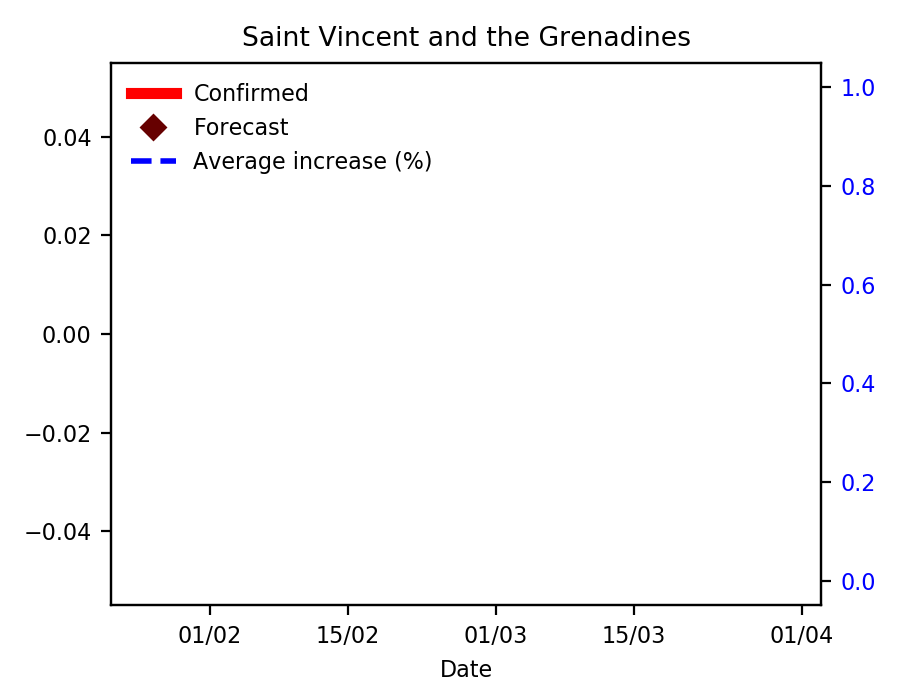 Saint Vincent and the Grenadines
Confirmed
Forecast
Average increase (%)
0.04
0.02
0.00
−0.02
−0.04
1.0
0.8
0.6
0.4
0.2
0.0
01/02 15/02 01/03 15/03 01/04
Date